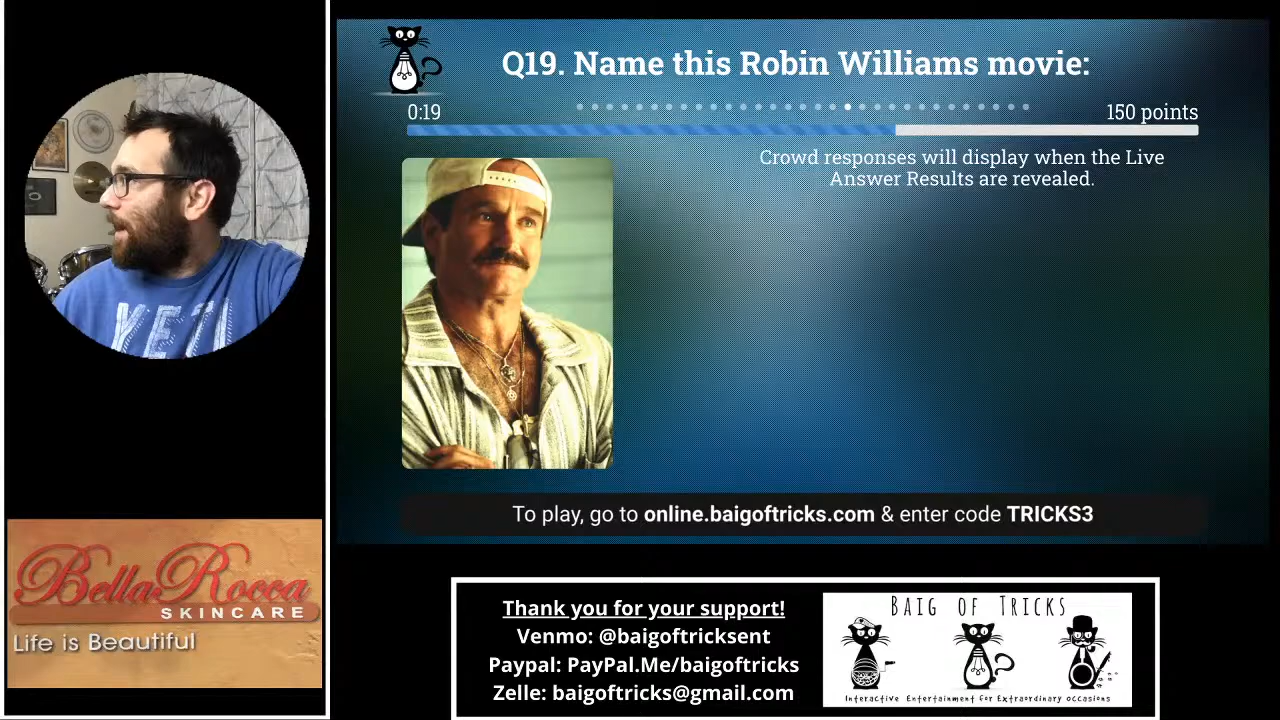 Q19. Name this Robin Williams movie:
0:19
150 points
Crowd responses will display when the Live
Answer Results are revealed.
To play, go to online.baigoftricks.com & enter code TRICKS3
YETI
BellaRocca
SKINCARE
Life is Beautiful
Thank you for your support!
Venmo: @baigoftricksent
Paypal: PayPal.Me/baigoftricks
Zelle: baigoftricks@gmail.com
BAIG OF TRICKS
Interactive Entertainment for Extraordinary occasions